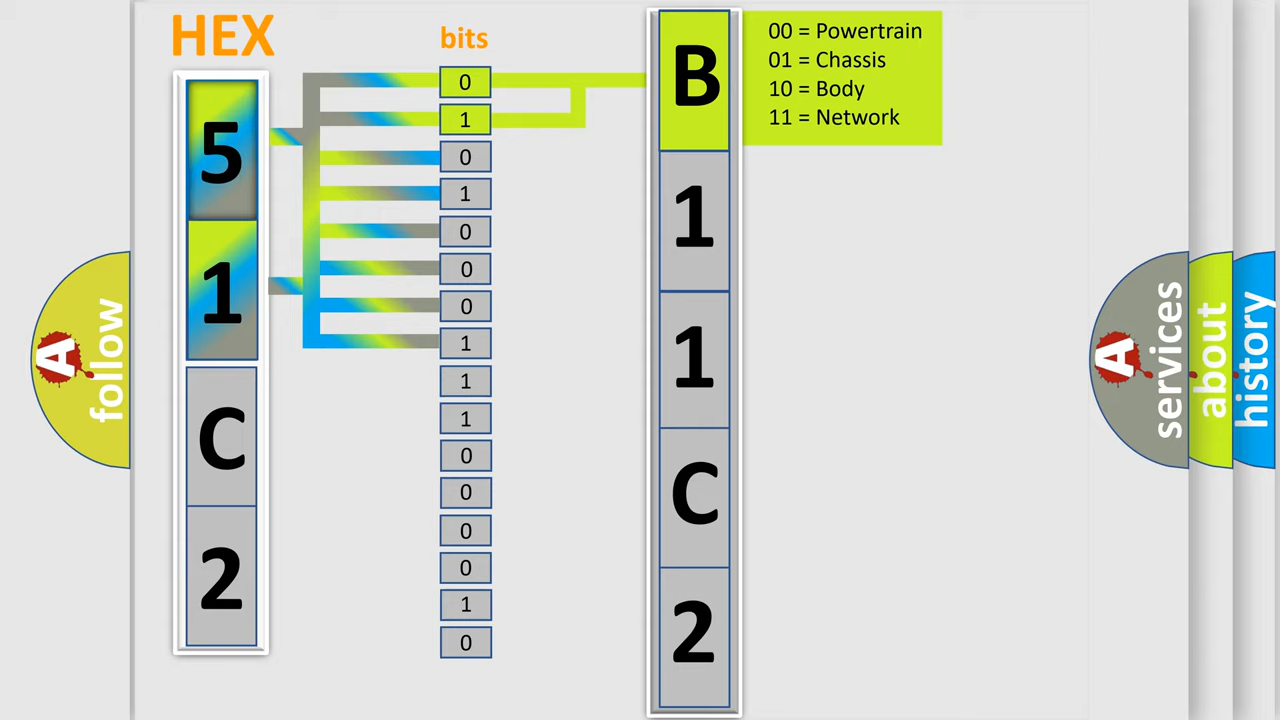 HEX
bits
5
1
C
2
0
1
0
1
0
0
0
1
1
1
0
0
0
0
1
0
B
1
1
C
2
00 = Powertrain
01 = Chassis
10 = Body
11 = Network
A follow
A services
about
history